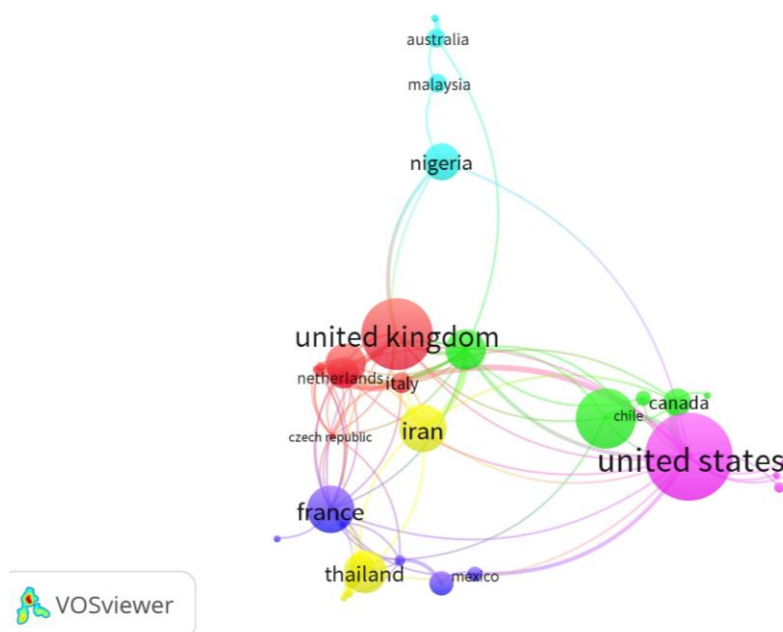 australia
malaysia
nigeria
united kingdom
netherlands
italy
canada
chile
czech republic
iran
united states
france
thailand
mexico
VOSviewer